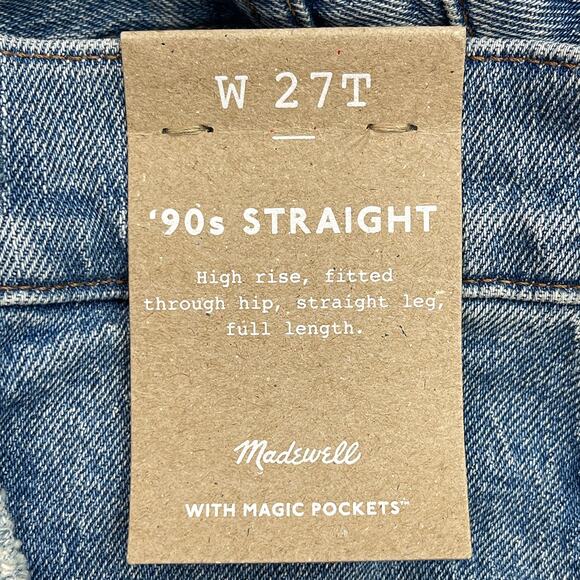 W 27T
'90s STRAIGHT
High rise, fitted
through hip, straight leg,
full length.
Madewell
WITH MAGIC POCKETS™